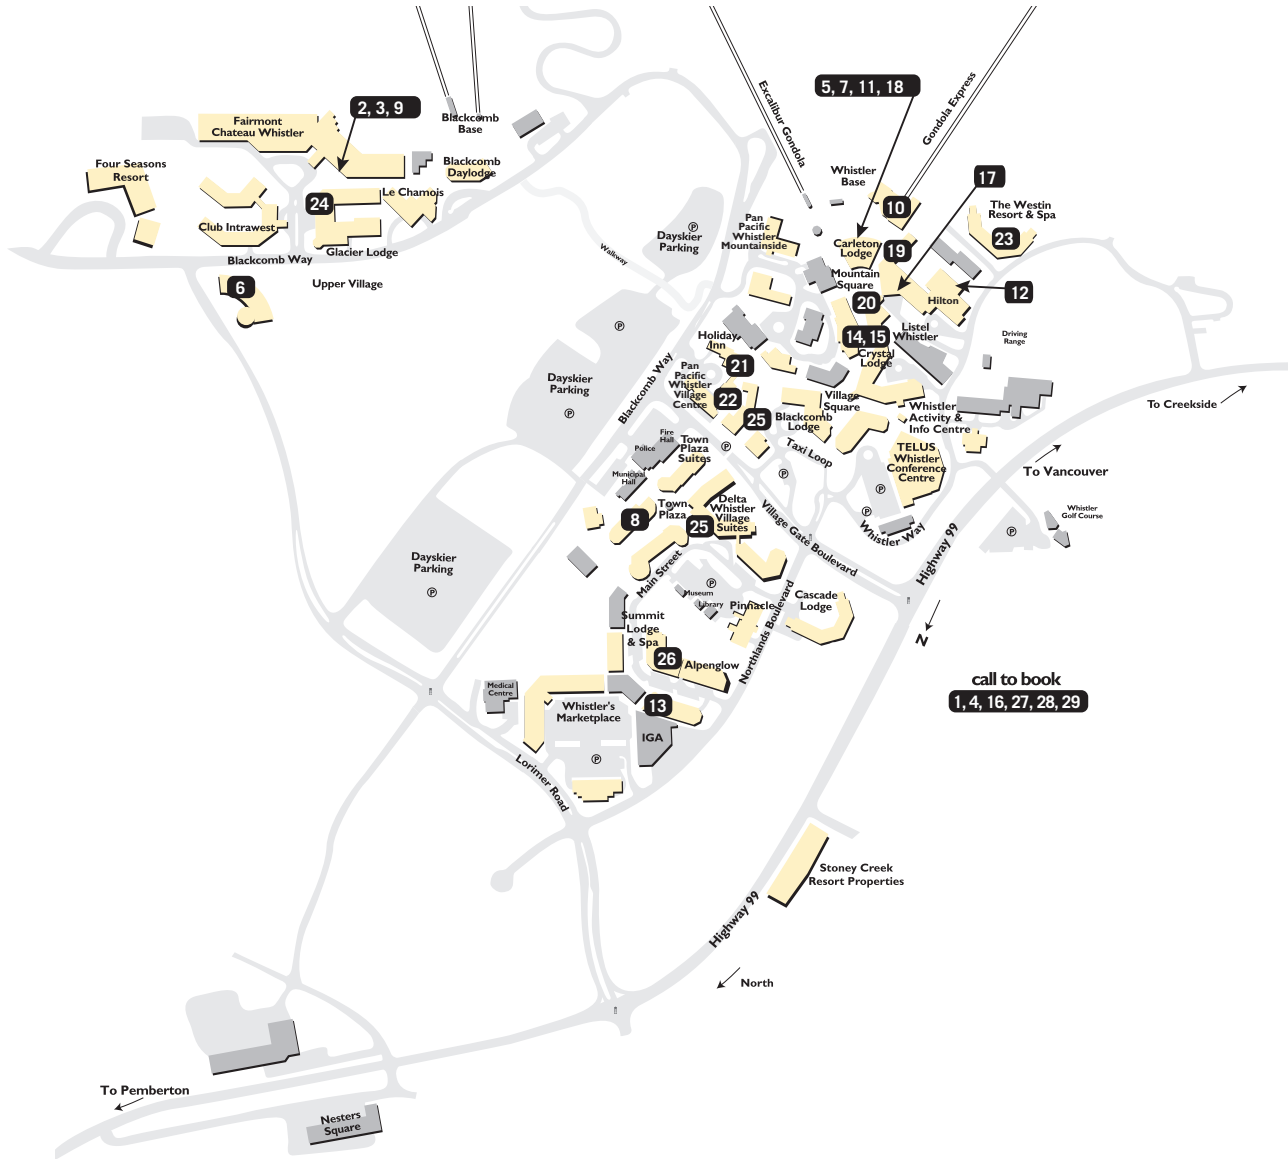 Fairmont
Chateau Whistler
2, 3, 9
Blackcomb
Base
Four Seasons
Resort
Blackcomb
Daylodge
24
Le Chamois
Club Intrawest
Glacier Lodge
Blackcomb Way
6
Upper Village
Excalibur Gondola
5, 7, 11, 18
Gondola Express
Whistler
Base
17
10
The Westin
Resort & Spa
23
Pan
Pacific
Whistler
Mountainside
Dayskier
Parking
P
Walkway
Carleton
Lodge
19
Mountain
Square
20
Hilton
12
14, 15
Listel
Whistler
Crystal
Lodge
Driving
Range
P
Holiday
Inn
21
Dayskier
Parking
P
Blackcomb Way
Pan
Pacific
Whistler
Village
Centre
22
25
Village
Square
Blackcomb
Lodge
Whistler
Activity &
Info Centre
To Creekside
Fire
Hall
Police
Town
Plaza
Suites
P
Taxi Loop
P
TELUS
Whistler
Conference
Centre
To Vancouver
Municipal
Hall
P
P
Town
Plaza
8
25
Delta
Whistler
Village
Suites
Village Gate Boulevard
Whistler Way
Highway 99
Whistler
Golf Course
P
Dayskier
Parking
P
Main Street
P
Museum
Library
Pinnacle
Northlands Boulevard
Cascade
Lodge
N
Summit
Lodge
& Spa
26
Alpenglow
call to book
1, 4, 16, 27, 28, 29
Medical
Centre
Whistler's
Marketplace
13
IGA
P
Lorimer Road
Stoney Creek
Resort Properties
Highway 99
North
To Pemberton
Nesters
Square